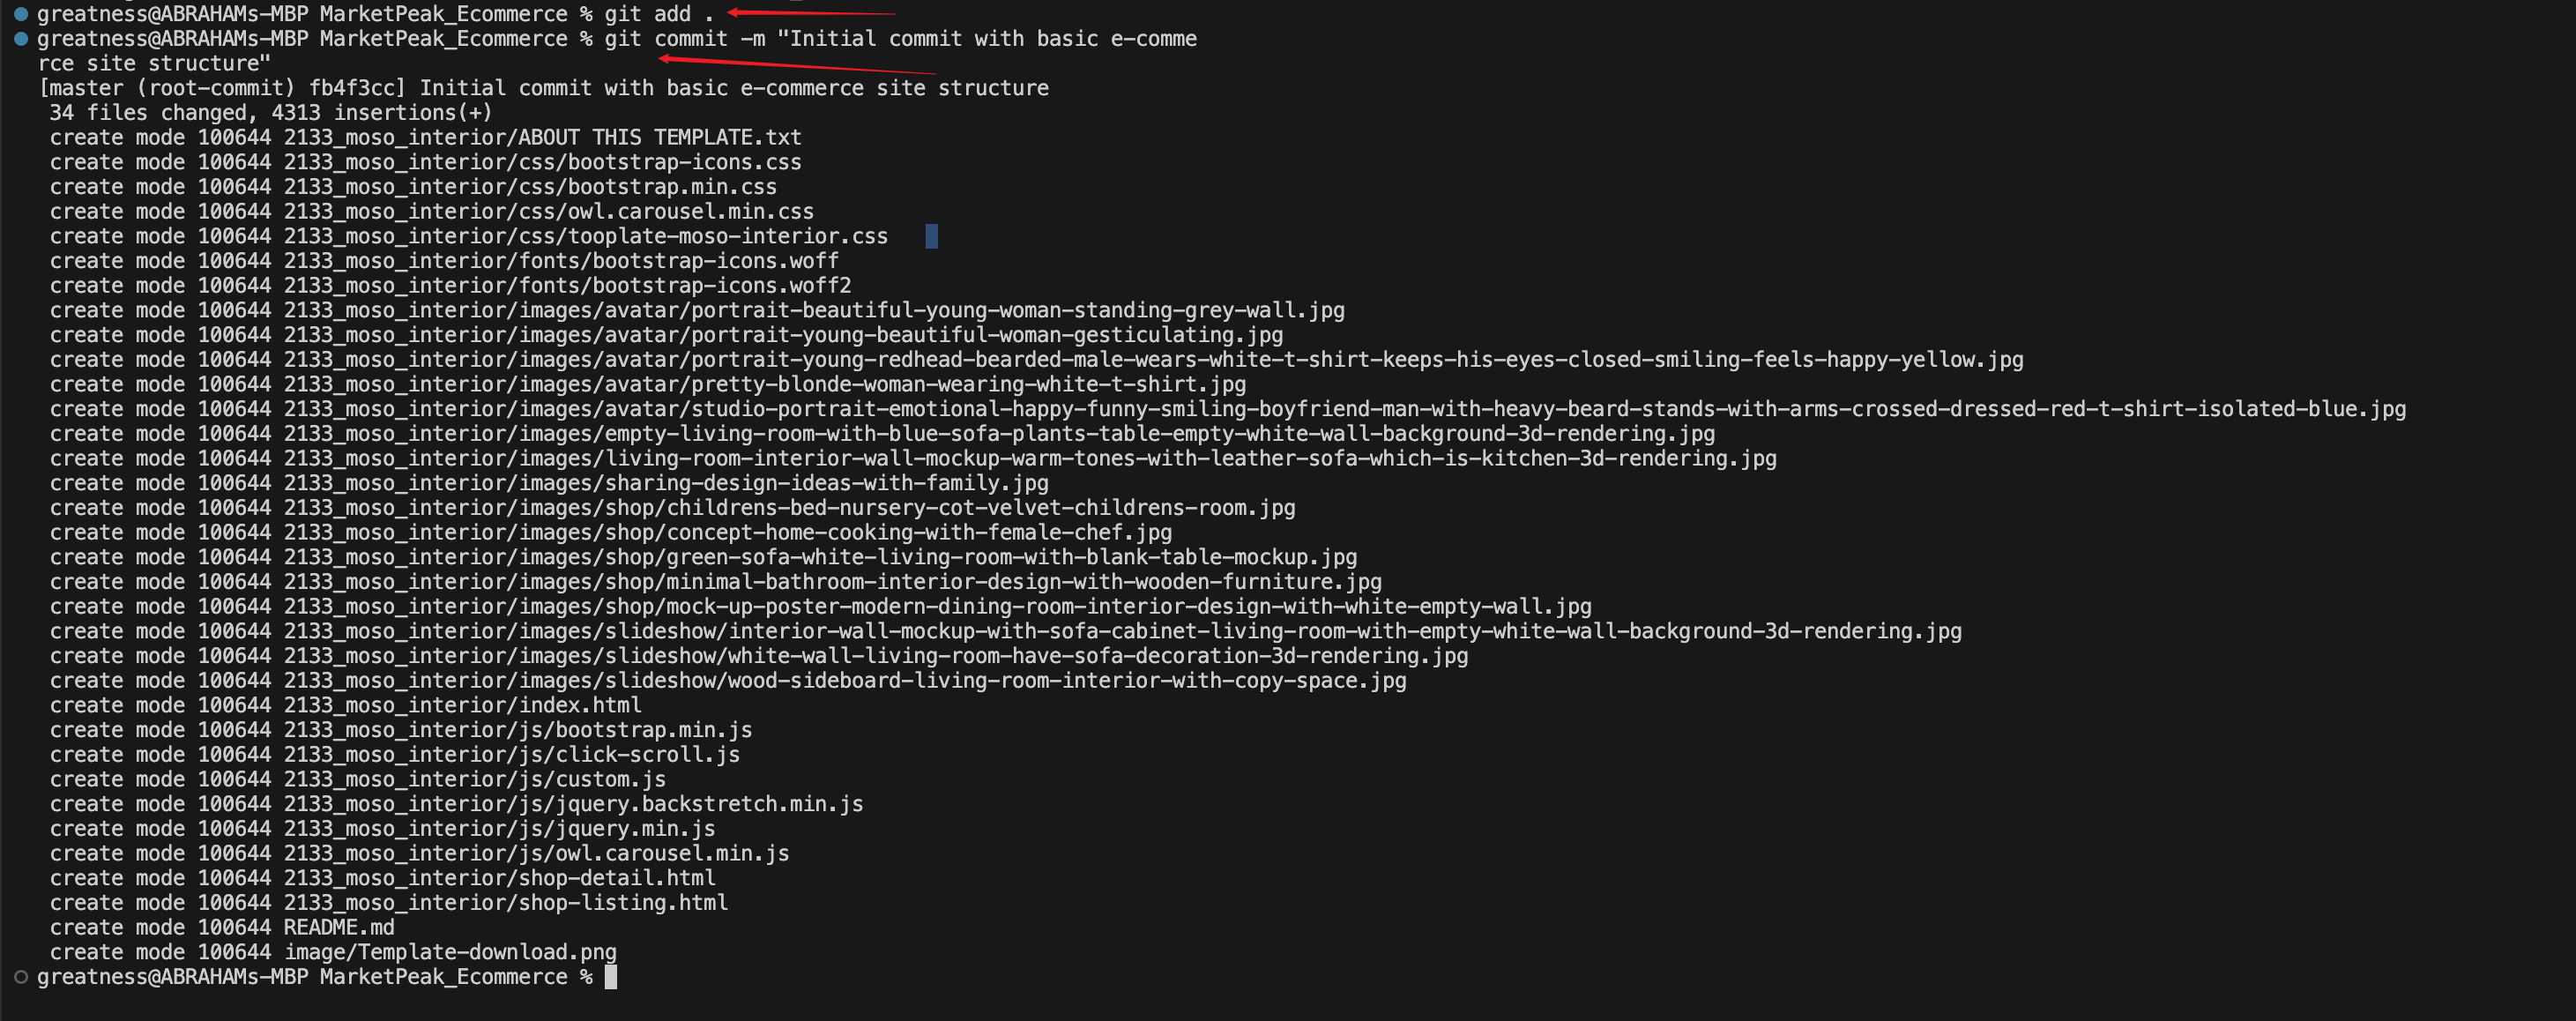 greatness@ABRAHAMs-MBP MarketPeak_Ecommerce % git add .
greatness@ABRAHAMs-MBP MarketPeak_Ecommerce % git commit -m "Initial commit with basic e-comme
rce site structure"
[master (root-commit) fb4f3cc] Initial commit with basic e-commerce site structure
34 files changed, 4313 insertions(+)
create mode 100644 2133_moso_interior/ABOUT THIS TEMPLATE.txt
create mode 100644 2133_moso_interior/css/bootstrap-icons.css
create mode 100644 2133_moso_interior/css/bootstrap.min.css
create mode 100644 2133_moso_interior/css/owl.carousel.min.css
create mode 100644 2133_moso_interior/css/tooplate-moso-interior.css
create mode 100644 2133_moso_interior/fonts/bootstrap-icons.woff
create mode 100644 2133_moso_interior/fonts/bootstrap-icons.woff2
create mode 100644 2133_moso_interior/images/avatar/portrait-beautiful-young-woman-standing-grey-wall.jpg
create mode 100644 2133_moso_interior/images/avatar/portrait-young-beautiful-woman-gesticulating.jpg
create mode 100644 2133_moso_interior/images/avatar/portrait-young-redhead-bearded-male-wears-white-t-shirt-keeps-his-eyes-closed-smiling-feels-happy-yellow.jpg
create mode 100644 2133_moso_interior/images/avatar/pretty-blonde-woman-wearing-white-t-shirt.jpg
create mode 100644 2133_moso_interior/images/avatar/studio-portrait-emotional-happy-funny-smiling-boyfriend-man-with-heavy-beard-stands-with-arms-crossed-dressed-red-t-shirt-isolated-blue.jpg
create mode 100644 2133_moso_interior/images/empty-living-room-with-blue-sofa-plants-table-empty-white-wall-background-3d-rendering.jpg
create mode 100644 2133_moso_interior/images/living-room-interior-wall-mockup-warm-tones-with-leather-sofa-which-is-kitchen-3d-rendering.jpg
create mode 100644 2133_moso_interior/images/sharing-design-ideas-with-family.jpg
create mode 100644 2133_moso_interior/images/shop/childrens-bed-nursery-cot-velvet-childrens-room.jpg
create mode 100644 2133_moso_interior/images/shop/concept-home-cooking-with-female-chef.jpg
create mode 100644 2133_moso_interior/images/shop/green-sofa-white-living-room-with-blank-table-mockup.jpg
create mode 100644 2133_moso_interior/images/shop/minimal-bathroom-interior-design-with-wooden-furniture.jpg
create mode 100644 2133_moso_interior/images/shop/mock-up-poster-modern-dining-room-interior-design-with-white-empty-wall.jpg
create mode 100644 2133_moso_interior/images/slideshow/interior-wall-mockup-with-sofa-cabinet-living-room-with-empty-white-wall-background-3d-rendering.jpg
create mode 100644 2133_moso_interior/images/slideshow/white-wall-living-room-have-sofa-decoration-3d-rendering.jpg
create mode 100644 2133_moso_interior/images/slideshow/wood-sideboard-living-room-interior-with-copy-space.jpg
create mode 100644 2133_moso_interior/index.html
create mode 100644 2133_moso_interior/js/bootstrap.min.js
create mode 100644 2133_moso_interior/js/click-scroll.js
create mode 100644 2133_moso_interior/js/custom.js
create mode 100644 2133_moso_interior/js/jquery.backstretch.min.js
create mode 100644 2133_moso_interior/js/jquery.min.js
create mode 100644 2133_moso_interior/js/owl.carousel.min.js
create mode 100644 2133_moso_interior/shop-detail.html
create mode 100644 2133_moso_interior/shop-listing.html
create mode 100644 README.md
create mode 100644 image/Template-download.png
greatness@ABRAHAMs-MBP MarketPeak_Ecommerce %